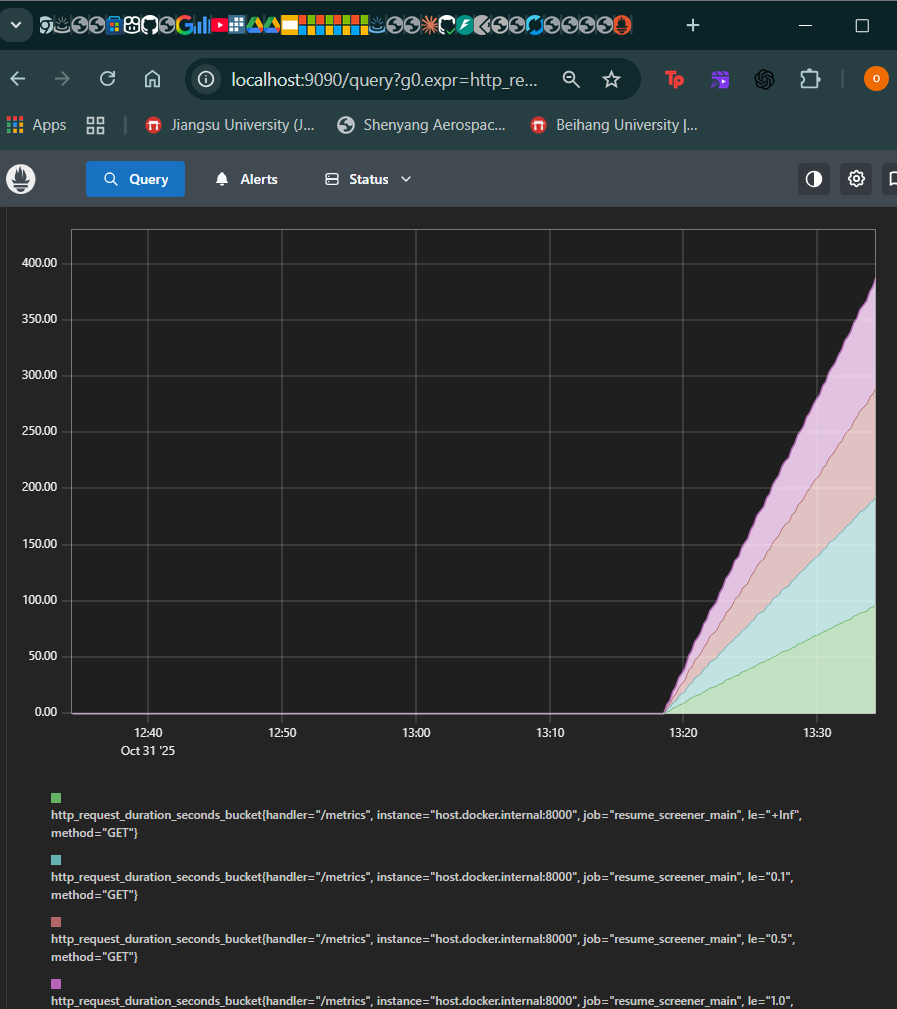 localhost:9090/query?g0.expr=http_re...
o
Apps
Jiangsu University (J...
Shenyang Aerospac...
Beihang University |...
Query
Alerts
Status
400.00
350.00
300.00
250.00
200.00
150.00
100.00
50.00
0.00
12:40
12:50
13:00
13:10
13:20
13:30
Oct 31 '25
http_request_duration_seconds_bucket{handler="/metrics", instance="host.docker.internal:8000", job="resume_screener_main", le="+Inf",
method="GET"}
http_request_duration_seconds_bucket{handler="/metrics", instance="host.docker.internal:8000", job="resume_screener_main", le="0.1",
method="GET"}
http_request_duration_seconds_bucket{handler="/metrics", instance="host.docker.internal:8000", job="resume_screener_main", le="0.5",
method="GET"}
http_request_duration_seconds_bucket{handler="/metrics", instance="host.docker.internal:8000", job="resume_screener_main", le="1.0",